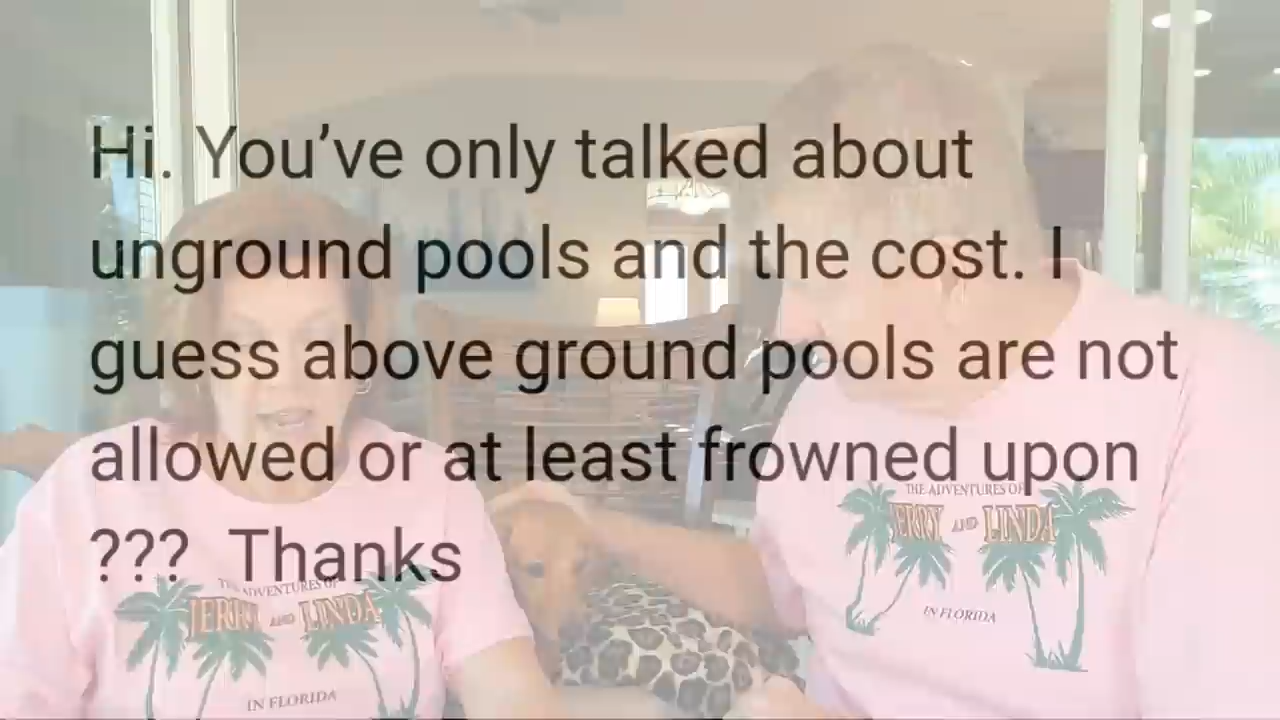 Hi. You’ve only talked about
unground pools and the cost. I
guess above ground pools are not
allowed or at least frowned upon
??? Thanks
THE ADVENTURES OF
JERRY AND LINDA
IN FLORIDA
THE ADVENTURES OF
JERRY AND LINDA
IN FLORIDA